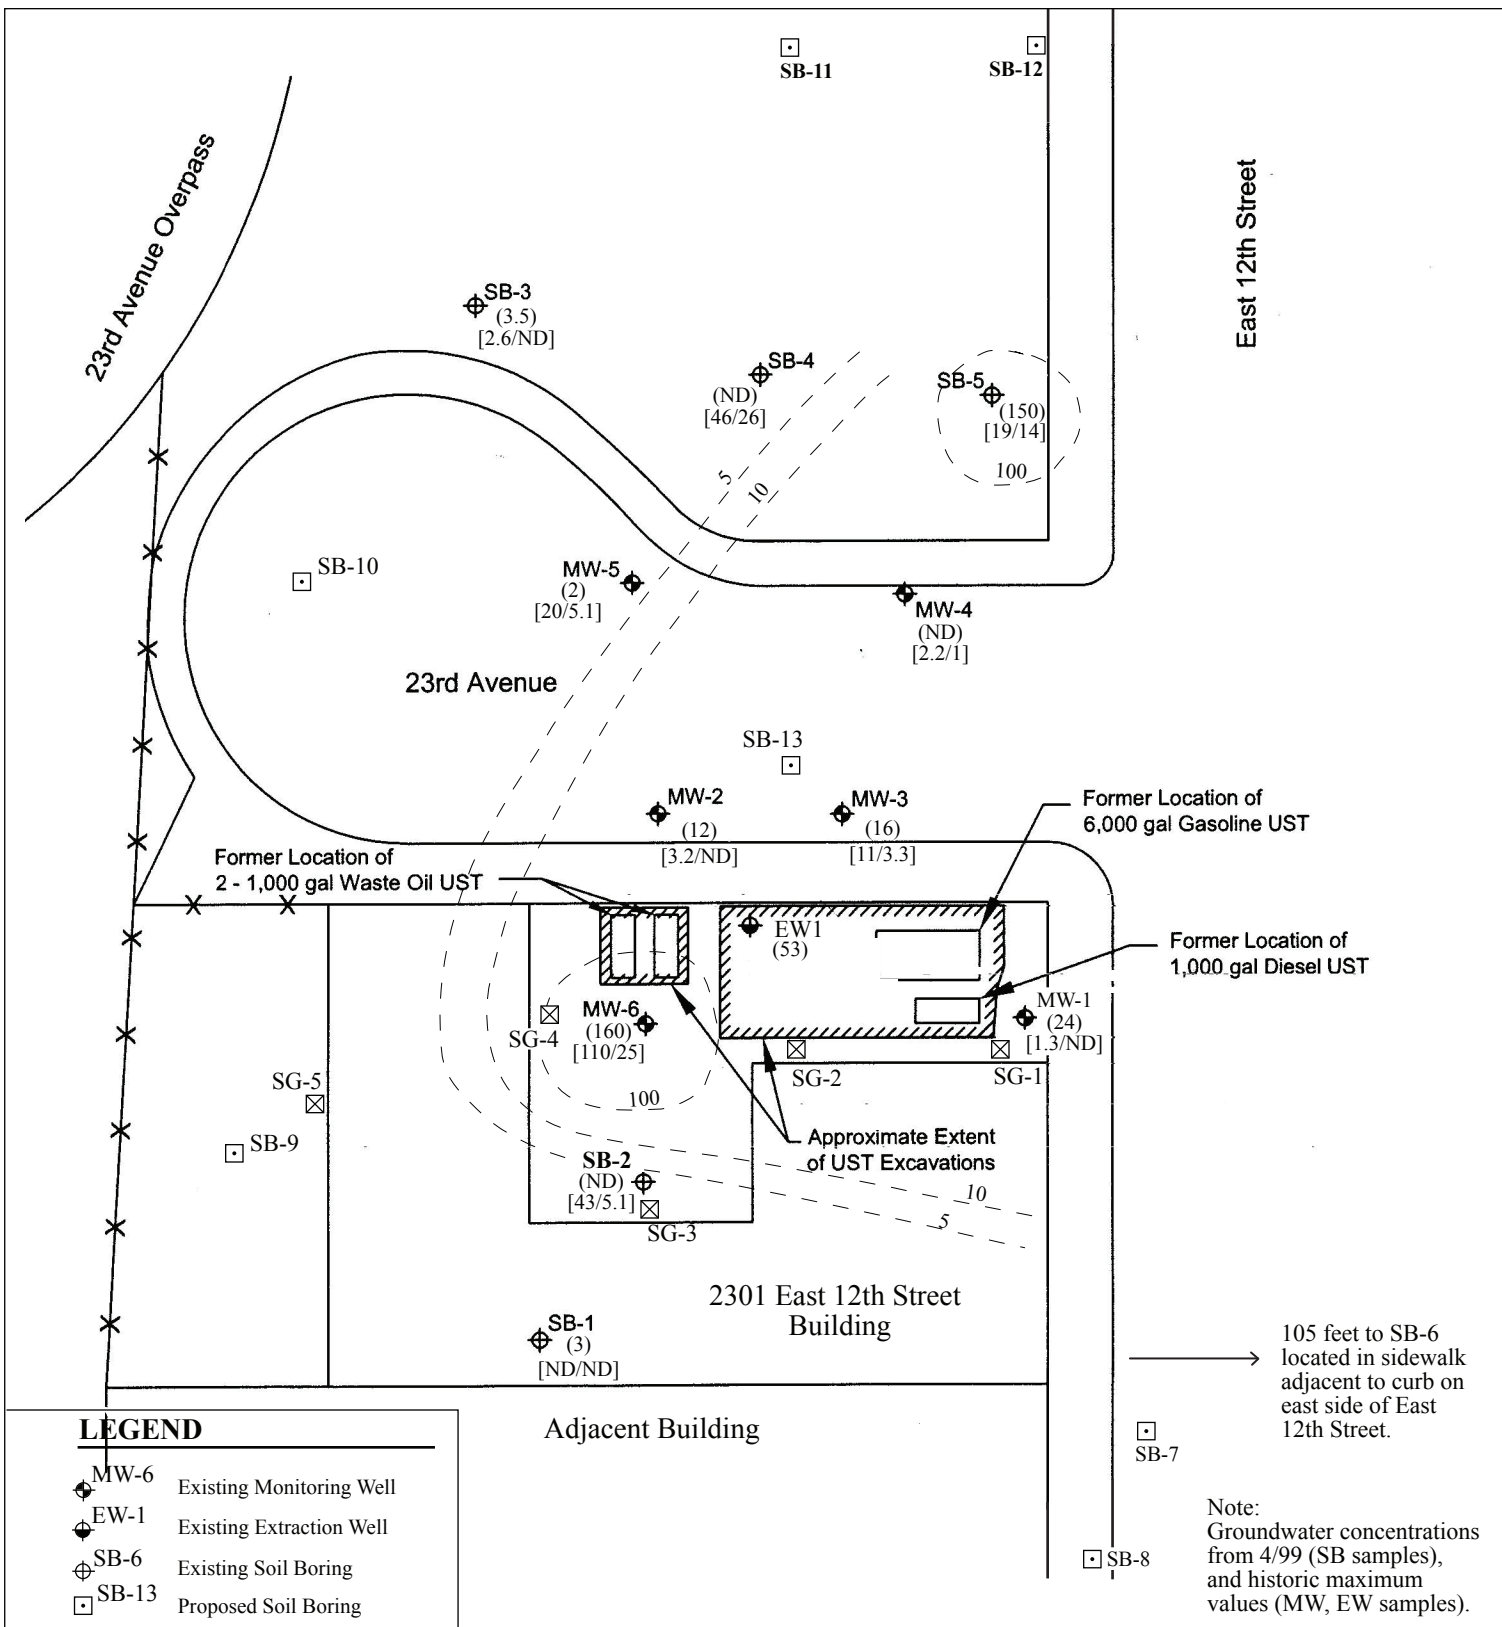 SB-11
SB-12
23rd Avenue Overpass
East 12th Street
SB-3
(3.5)
[2.6/ND]
SB-4
(ND)
[46/26]
SB-5
(150)
[19/14]
100
5
10
SB-10
MW-5
(2)
[20/5.1]
MW-4
(ND)
[2.2/1]
23rd Avenue
SB-13
MW-2
(12)
[3.2/ND]
MW-3
(16)
[11/3.3]
Former Location of
6,000 gal Gasoline UST
Former Location of
2 - 1,000 gal Waste Oil UST
EW1
(53)
Former Location of
1,000 gal Diesel UST
MW-1
(24)
[1.3/ND]
MW-6
(160)
[110/25]
SG-4
SG-2
SG-1
SG-5
100
SB-9
Approximate Extent
of UST Excavations
SB-2
(ND)
[43/5.1]
SG-3
10
5
2301 East 12th Street
Building
SB-1
(3)
[ND/ND]
105 feet to SB-6
located in sidewalk
adjacent to curb on
east side of East
12th Street.
Adjacent Building
SB-7
SB-8
LEGEND
MW-6 Existing Monitoring Well
EW-1 Existing Extraction Well
SB-6 Existing Soil Boring
SB-13 Proposed Soil Boring
Note:
Groundwater concentrations
from 4/99 (SB samples),
and historic maximum
values (MW, EW samples).